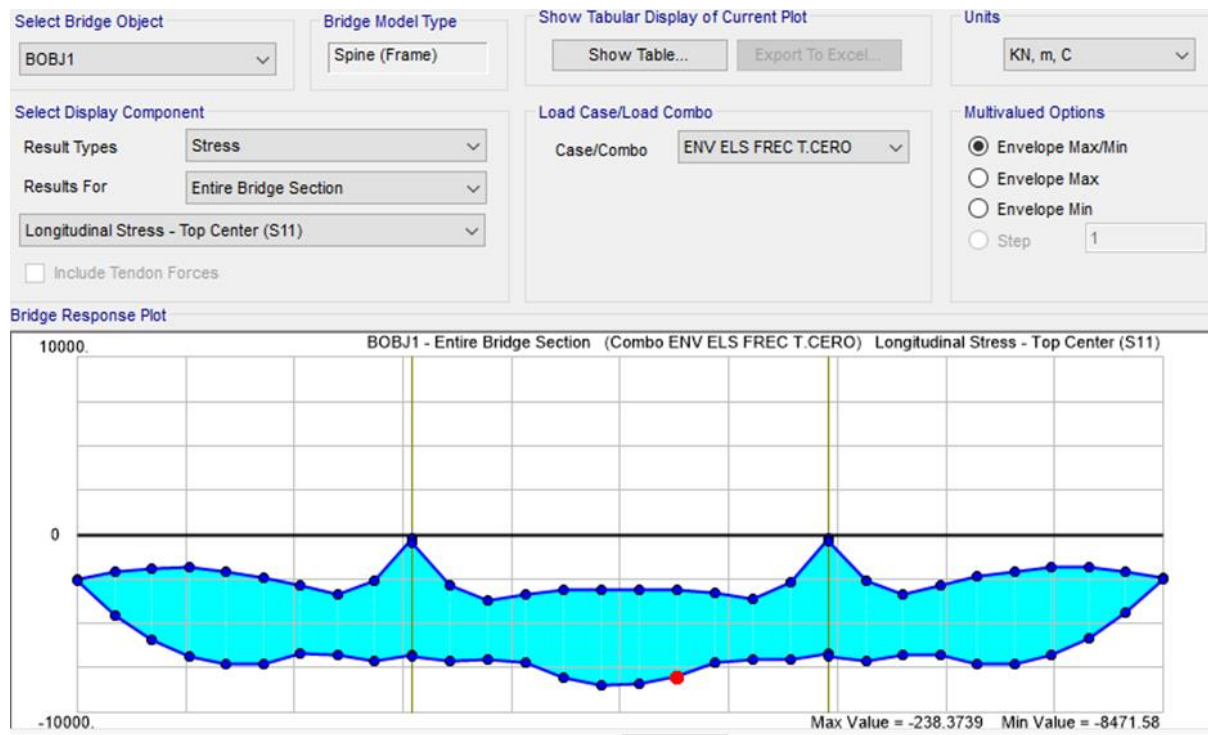 Select Bridge Object
BOBJ1
Bridge Model Type
Spine (Frame)
Show Tabular Display of Current Plot
Show Table...
Export To Excel...
Units
KN, m, C
Select Display Component
Result Types
Stress
Results For
Entire Bridge Section
Longitudinal Stress - Top Center (S11)
Include Tendon Forces
Load Case/Load Combo
Case/Combo
ENV ELS FREC T.CERO
Multivalued Options
Envelope Max/Min
Envelope Max
Envelope Min
Step
1
Bridge Response Plot
BOBJ1 - Entire Bridge Section (Combo ENV ELS FREC T.CERO) Longitudinal Stress - Top Center (S11)
10000.
0
-10000.
Max Value = -238.3739 Min Value = -8471.58